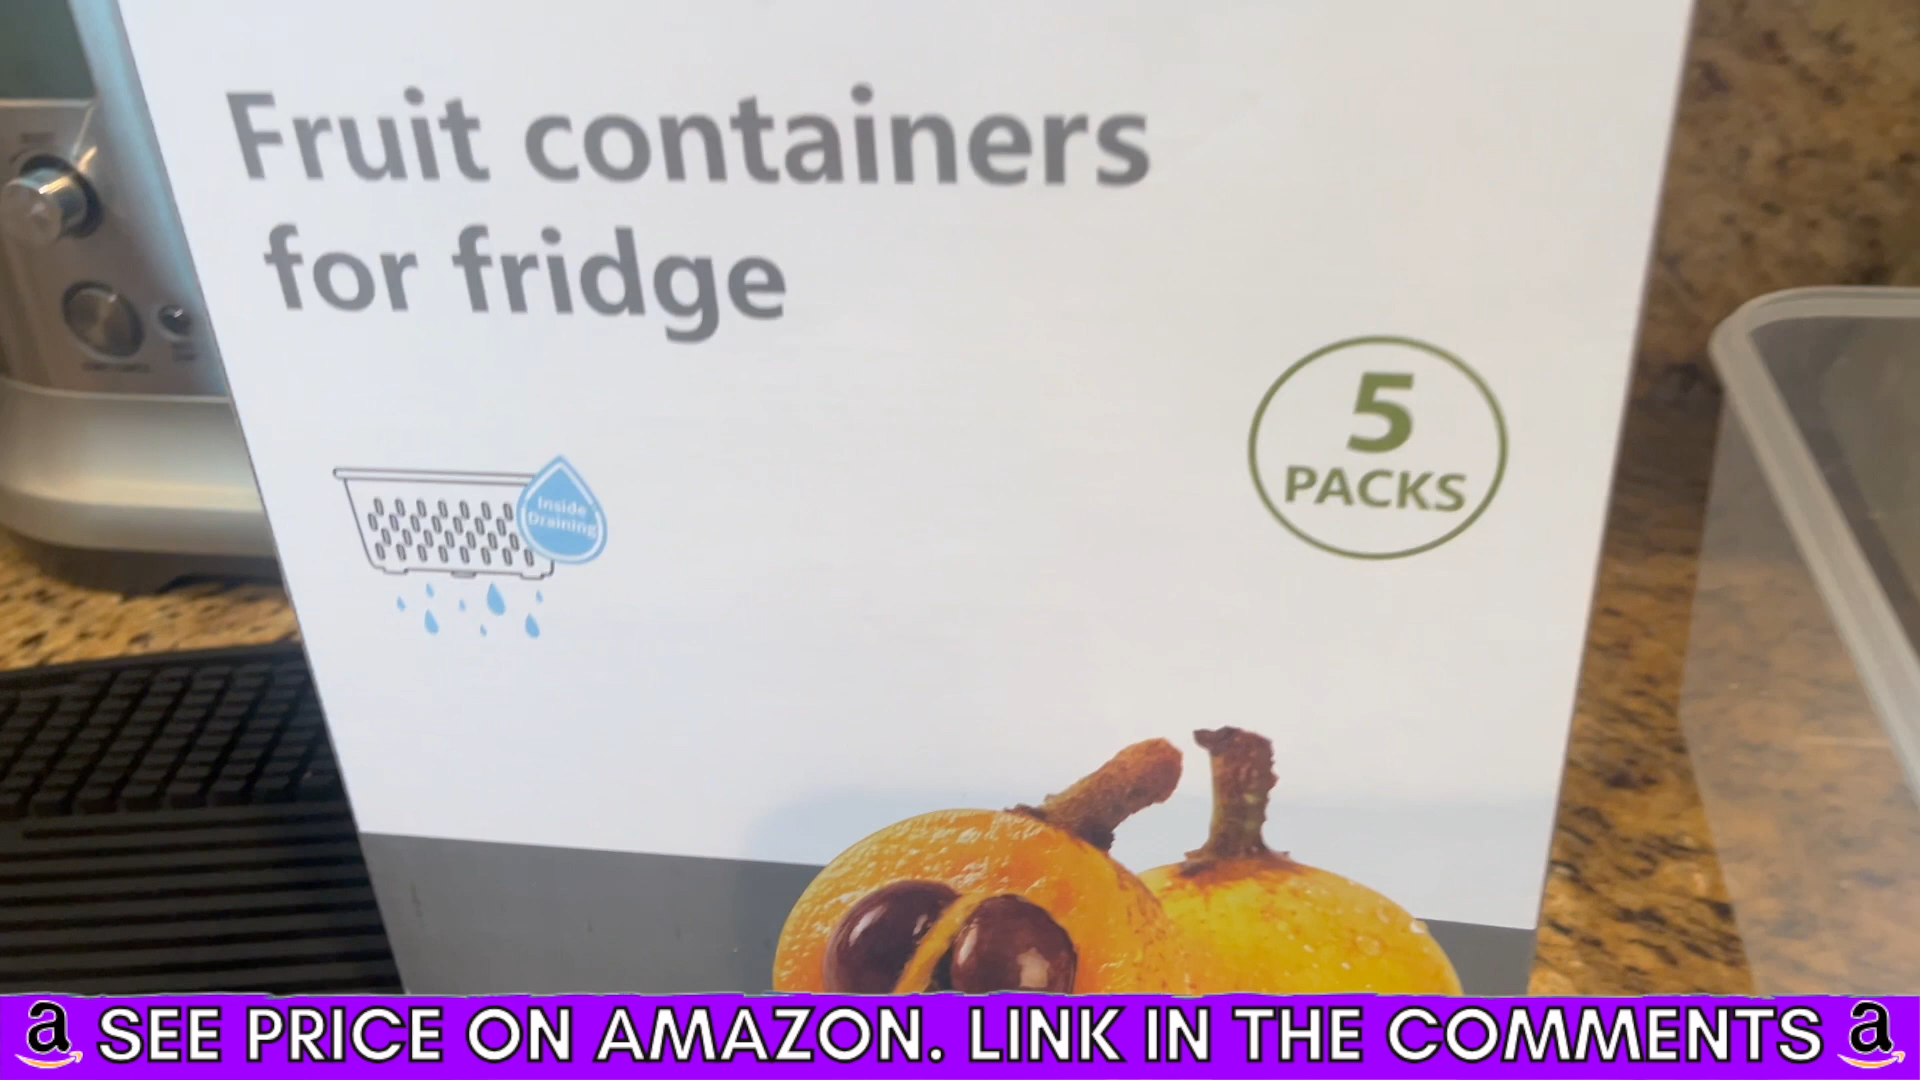 Fruit containers
for fridge
5
PACKS
Inside
Draining
a SEE PRICE ON AMAZON. LINK IN THE COMMENTS a